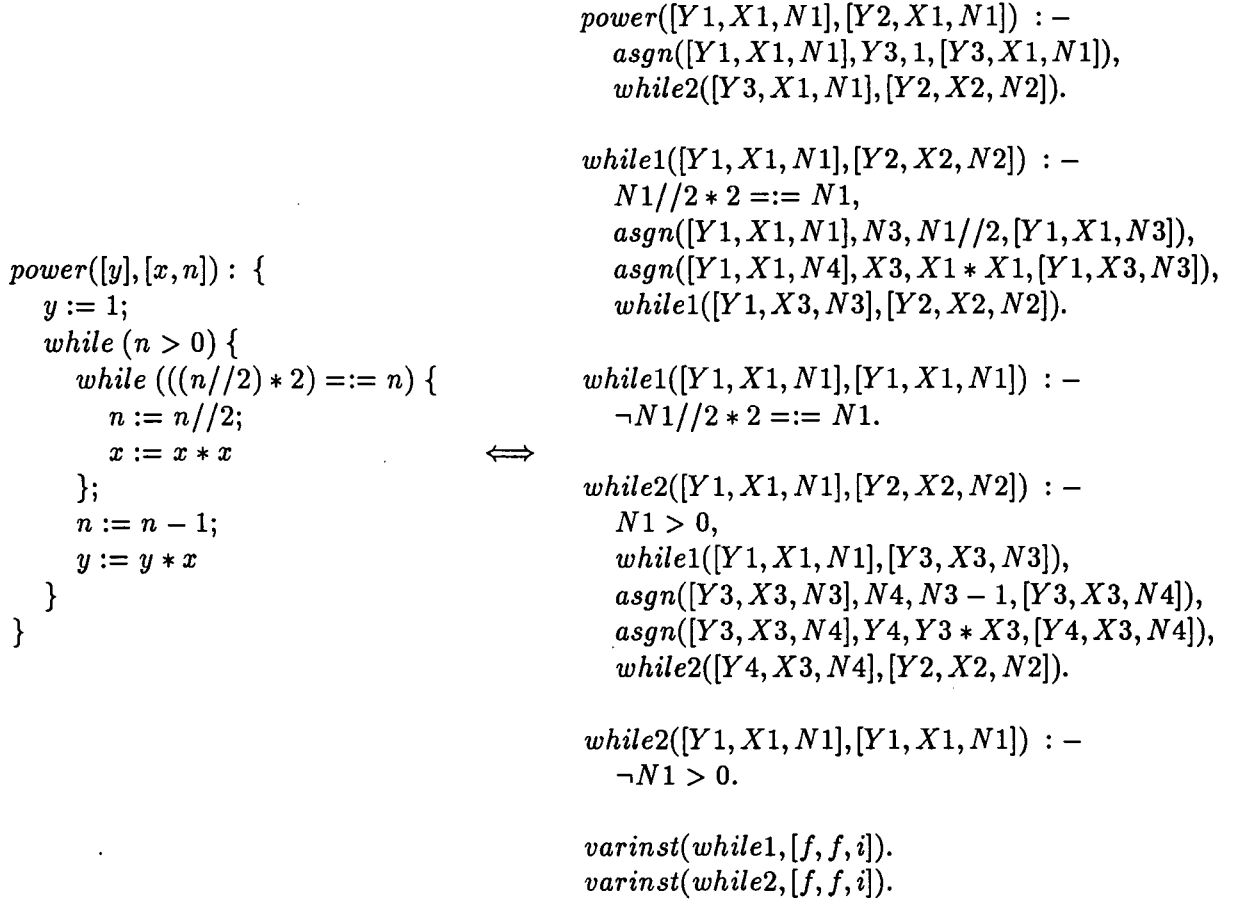 power([y],[x,n]) : {
y := 1;
while (n > 0) {
while (((n//2) * 2) =:= n) {
n := n//2;
x := x * x
};
n := n − 1;
y := y * x
}
}
⟺
power([Y1,X1,N1],[Y2,X1,N1]) :−
asgn([Y1,X1,N1],Y3,1,[Y3,X1,N1]),
while2([Y3,X1,N1],[Y2,X2,N2]).
while1([Y1,X1,N1],[Y2,X2,N2]) :−
N1//2 * 2 =:= N1,
asgn([Y1,X1,N1],N3,N1//2,[Y1,X1,N3]),
asgn([Y1,X1,N4],X3,X1 * X1,[Y1,X3,N3]),
while1([Y1,X3,N3],[Y2,X2,N2]).
while1([Y1,X1,N1],[Y1,X1,N1]) :−
¬N1//2 * 2 =:= N1.
while2([Y1,X1,N1],[Y2,X2,N2]) :−
N1 > 0,
while1([Y1,X1,N1],[Y3,X3,N3]),
asgn([Y3,X3,N3],N4,N3 − 1,[Y3,X3,N4]),
asgn([Y3,X3,N4],Y4,Y3 * X3,[Y4,X3,N4]),
while2([Y4,X3,N4],[Y2,X2,N2]).
while2([Y1,X1,N1],[Y1,X1,N1]) :−
¬N1 > 0.
varinst(while1,[f,f,i]).
varinst(while2,[f,f,i]).